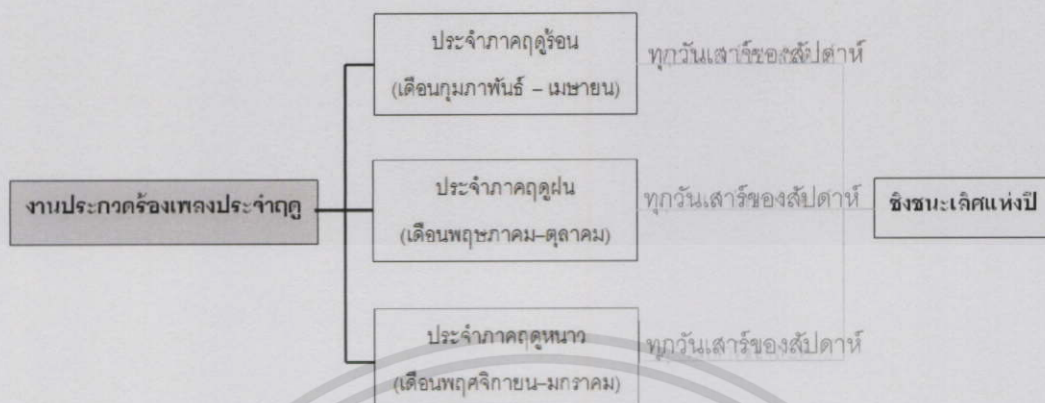 ประจำภาคฤดูร้อน
(เดือนกุมภาพันธ์ – เมษายน)
ทุกวันเสาร์ของสัปดาห์
งานประกวดร้องเพลงประจำฤดู
ประจำภาคฤดูฝน
(เดือนพฤษภาคม–ตุลาคม)
ทุกวันเสาร์ของสัปดาห์
ชิงชนะเลิศแห่งปี
ประจำภาคฤดูหนาว
(เดือนพฤศจิกายน–มกราคม)
ทุกวันเสาร์ของสัปดาห์